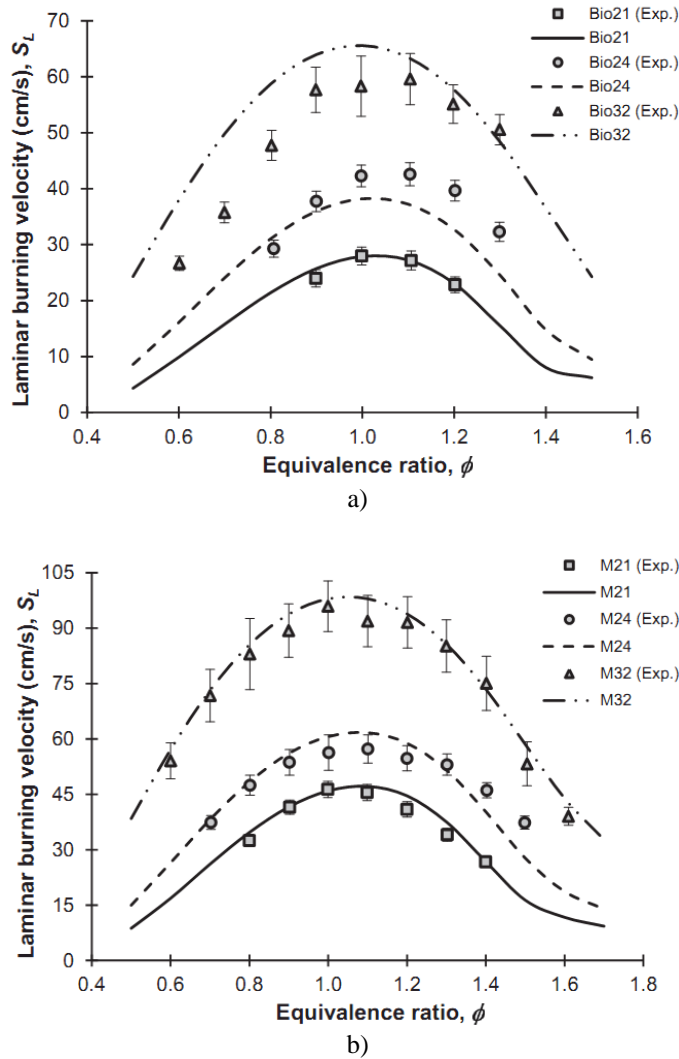 70
60
50
40
30
20
10
0
0.4 0.6 0.8 1.0 1.2 1.4 1.6
Laminar burning velocity (cm/s), S_L
Equivalence ratio, ϕ
Bio21 (Exp.)
Bio21
Bio24 (Exp.)
Bio24
Bio32 (Exp.)
Bio32
a)
105
90
75
60
45
30
15
0
0.4 0.6 0.8 1.0 1.2 1.4 1.6 1.8
Laminar burning velocity (cm/s), S_L
Equivalence ratio, ϕ
M21 (Exp.)
M21
M24 (Exp.)
M24
M32 (Exp.)
M32
b)